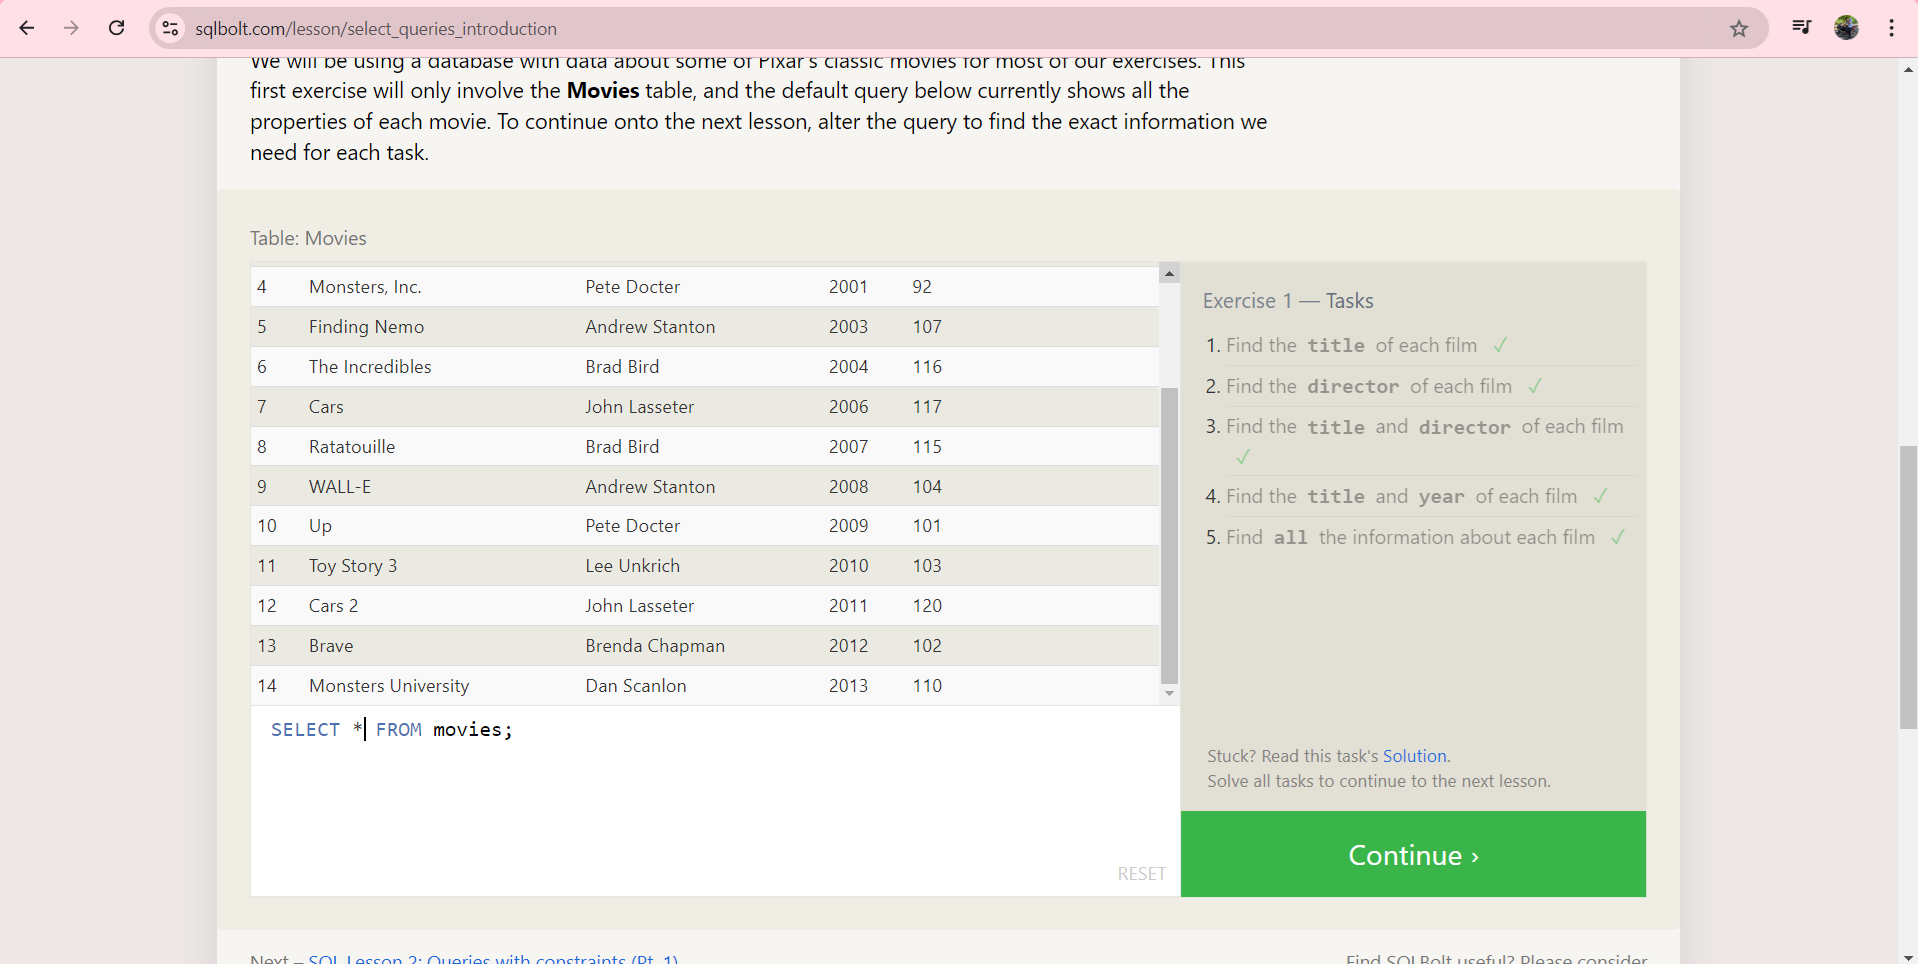 sqlbolt.com/lesson/select_queries_introduction
We will be using a database with data about some of Pixar's classic movies for most of our exercises. This
first exercise will only involve the Movies table, and the default query below currently shows all the
properties of each movie. To continue onto the next lesson, alter the query to find the exact information we
need for each task.
Table: Movies
4 Monsters, Inc. Pete Docter 2001 92
5 Finding Nemo Andrew Stanton 2003 107
6 The Incredibles Brad Bird 2004 116
7 Cars John Lasseter 2006 117
8 Ratatouille Brad Bird 2007 115
9 WALL-E Andrew Stanton 2008 104
10 Up Pete Docter 2009 101
11 Toy Story 3 Lee Unkrich 2010 103
12 Cars 2 John Lasseter 2011 120
13 Brave Brenda Chapman 2012 102
14 Monsters University Dan Scanlon 2013 110
SELECT * FROM movies;
RESET
Exercise 1 — Tasks
1. Find the title of each film ✓
2. Find the director of each film ✓
3. Find the title and director of each film
✓
4. Find the title and year of each film ✓
5. Find all the information about each film ✓
Stuck? Read this task's Solution.
Solve all tasks to continue to the next lesson.
Continue ›
Next – SQL Lesson 2: Queries with constraints (Pt. 1)
Find SQLBolt useful? Please consider